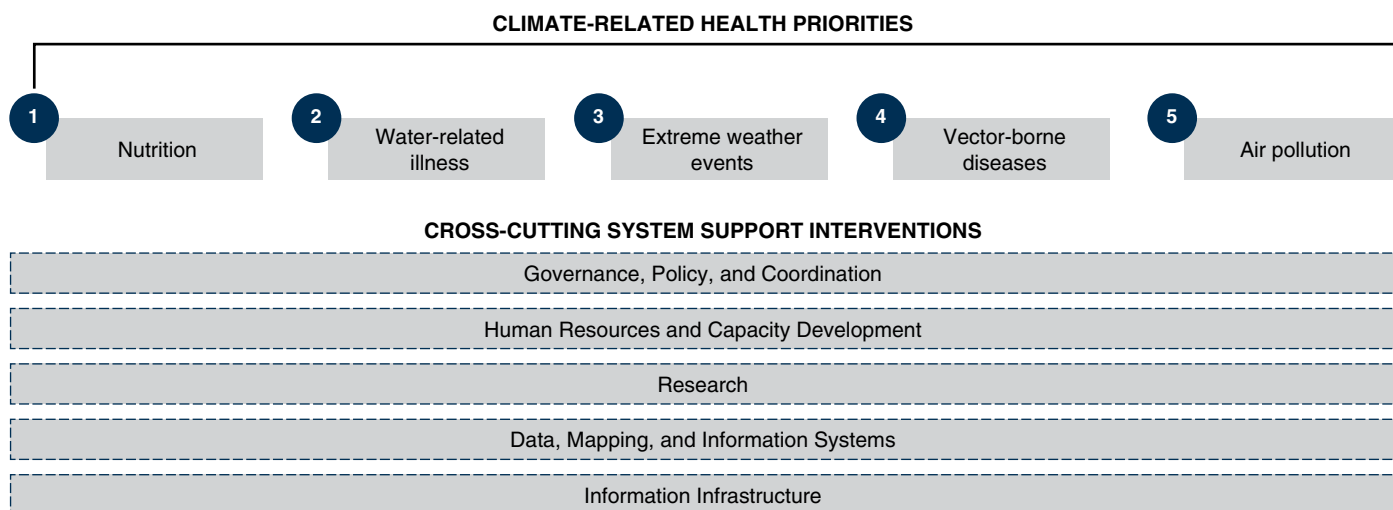 CLIMATE-RELATED HEALTH PRIORITIES
1
Nutrition
2
Water-related
illness
3
Extreme weather
events
4
Vector-borne
diseases
5
Air pollution
CROSS-CUTTING SYSTEM SUPPORT INTERVENTIONS
Governance, Policy, and Coordination
Human Resources and Capacity Development
Research
Data, Mapping, and Information Systems
Information Infrastructure